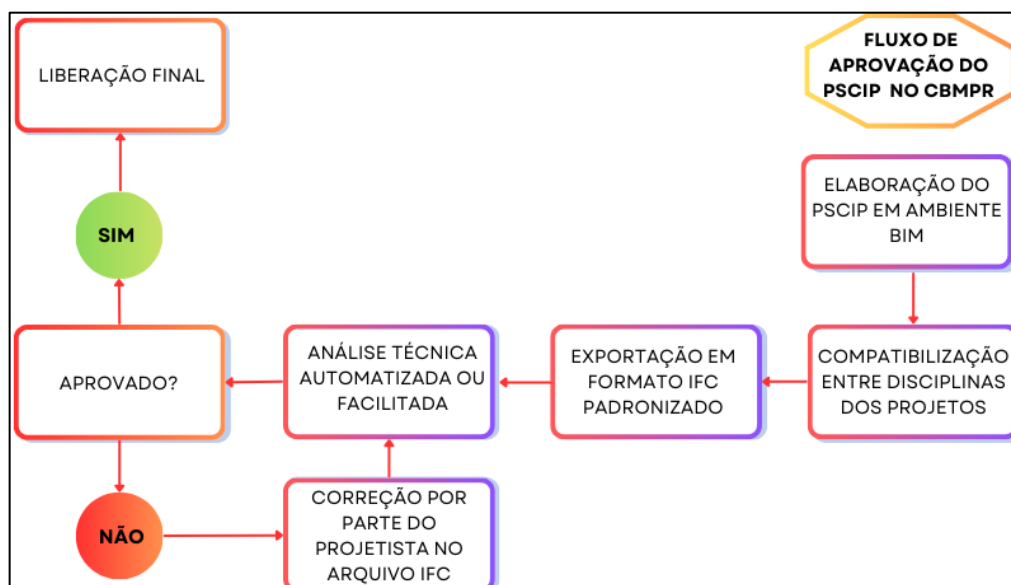 FLUXO DE
APROVAÇÃO DO
PSCIP NO CBMPR
LIBERAÇÃO FINAL
ELABORAÇÃO DO
PSCIP EM AMBIENTE
BIM
SIM
COMPATIBILIZAÇÃO
ENTRE DISCIPLINAS
DOS PROJETOS
EXPORTAÇÃO EM
FORMATO IFC
PADRONIZADO
ANÁLISE TÉCNICA
AUTOMATIZADA OU
FACILITADA
APROVADO?
NÃO
CORREÇÃO POR
PARTE DO
PROJETISTA NO
ARQUIVO IFC